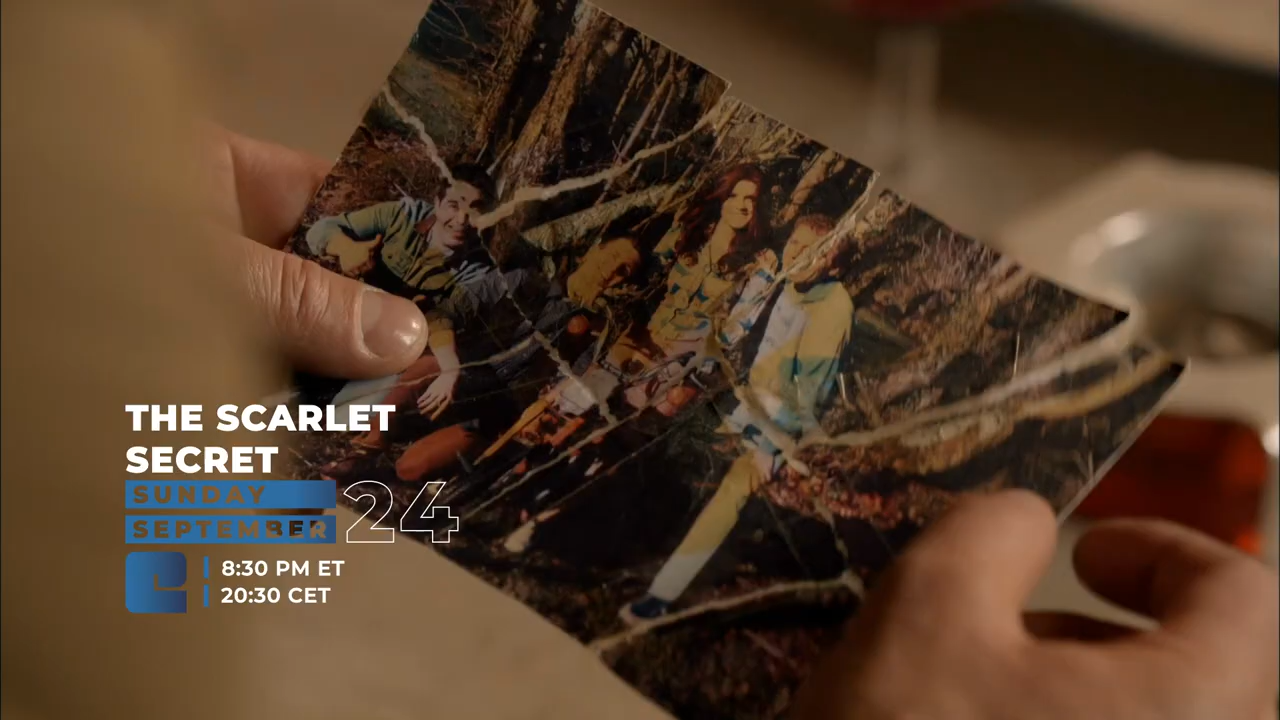 THE SCARLET
SECRET
SUNDAY
SEPTEMBER 24
8:30 PM ET
20:30 CET